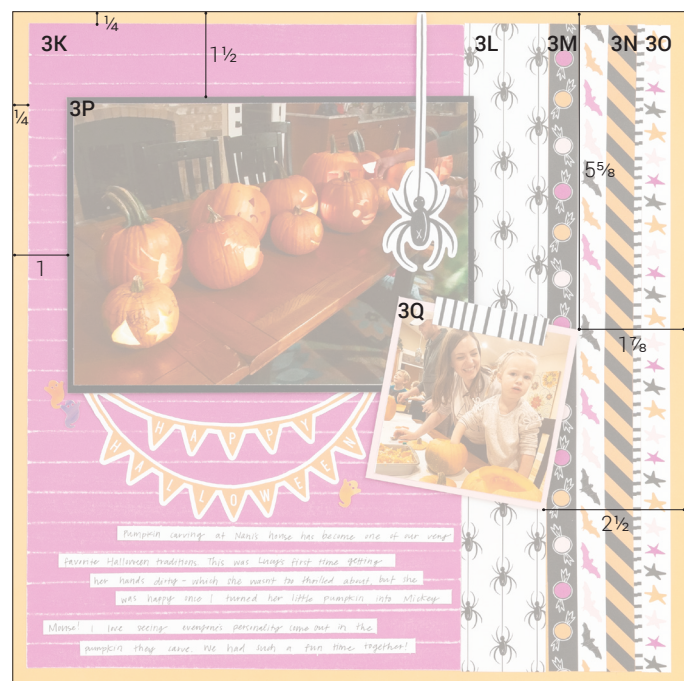 ¼
3K
1½
3L
3M
3N
3O
3P
¼
5⅝
1
3Q
1⅞
HAPPY
HALLOWEEN
2½
Pumpkin carving at Nani's house has become one of our very
favorite Halloween traditions. This was Lamp's first time getting
her hands dirty - which she wasn't too thrilled about, but she
was happy once I turned her little pumpkin into Mickey
Mouse! I love seeing everyone's personality come out in the
pumpkin they carve. We had such a fun time together!